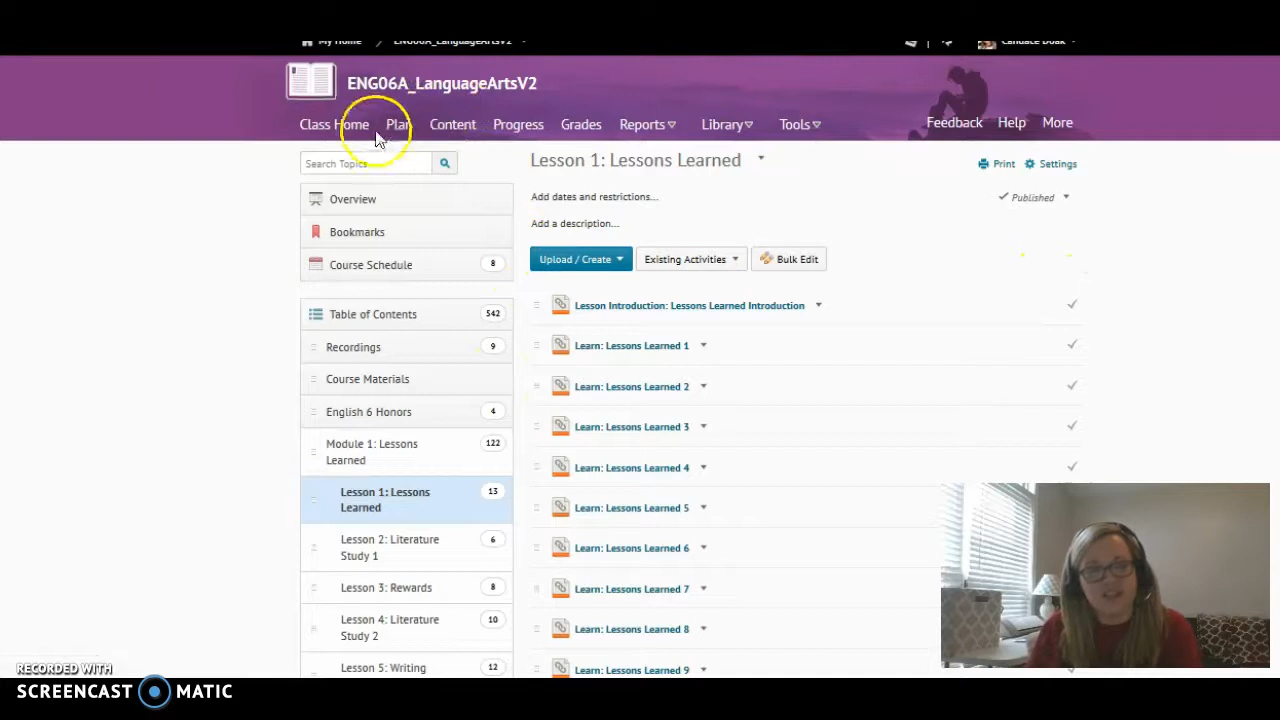 My Home ENG06A_LanguageArtsV2 Candace Doak
ENG06A_LanguageArtsV2
Class Home Plan Content Progress Grades Reports Library Tools Feedback Help More
Search Topics
Overview
Bookmarks
Course Schedule 8
Table of Contents 542
Recordings 9
Course Materials
English 6 Honors 4
Module 1: Lessons 122
Learned
Lesson 1: Lessons 13
Learned
Lesson 2: Literature 6
Study 1
Lesson 3: Rewards 8
Lesson 4: Literature 10
Study 2
Lesson 5: Writing 12
Lesson 1: Lessons Learned
Print Settings
Add dates and restrictions...
Published
Add a description...
Upload / Create Existing Activities Bulk Edit
Lesson Introduction: Lessons Learned Introduction
Learn: Lessons Learned 1
Learn: Lessons Learned 2
Learn: Lessons Learned 3
Learn: Lessons Learned 4
Learn: Lessons Learned 5
Learn: Lessons Learned 6
Learn: Lessons Learned 7
Learn: Lessons Learned 8
Learn: Lessons Learned 9
RECORDED WITH
SCREENCAST MATIC